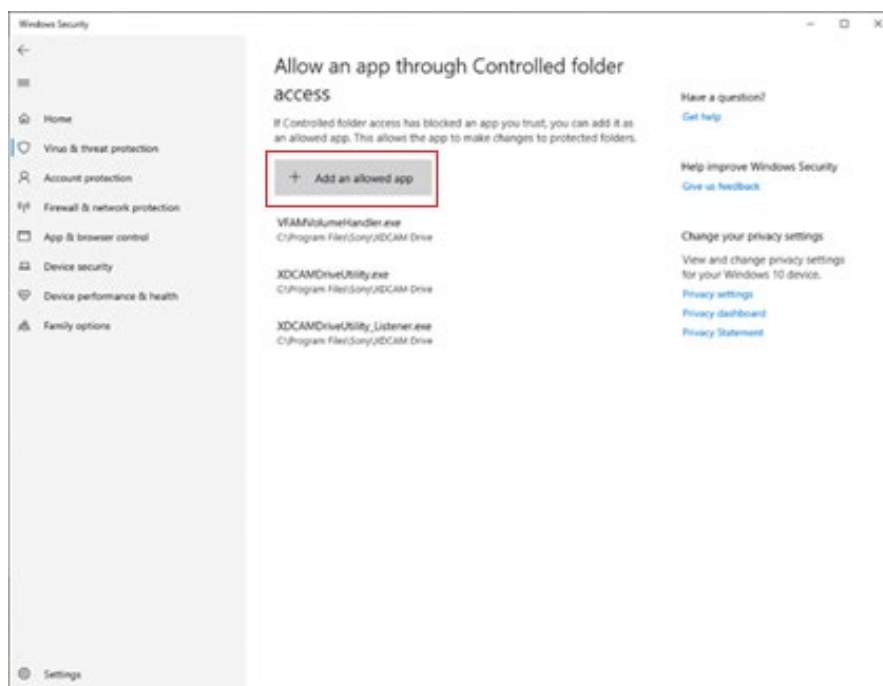 Windows Security
Home
Virus & threat protection
Account protection
Firewall & network protection
App & browser control
Device security
Device performance & health
Family options
Settings
Allow an app through Controlled folder
access
If Controlled folder access has blocked an app you trust, you can add it as
an allowed app. This allows the app to make changes to protected folders.
+ Add an allowed app
VFAMVolumeHandler.exe
C:\Program Files\Sony\XDCAM Drive
XDCAMDriveUtility.exe
C:\Program Files\Sony\XDCAM Drive
XDCAMDriveUtility_Listener.exe
C:\Program Files\Sony\XDCAM Drive
Have a question?
Get help
Help improve Windows Security
Give us feedback
Change your privacy settings
View and change privacy settings
for your Windows 10 device.
Privacy settings
Privacy dashboard
Privacy Statement